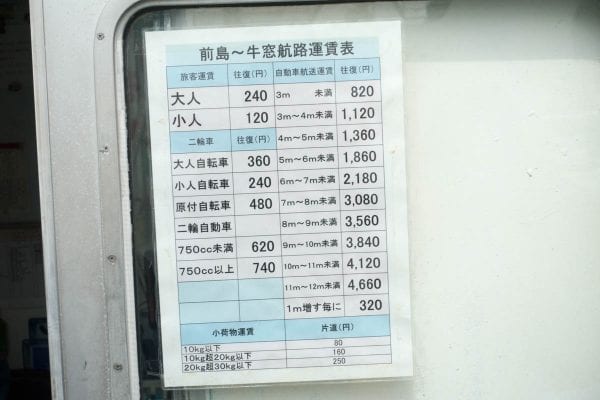 前島～牛窓航路運賃表
旅客運賃 往復(円) 自動車航送運賃 往復(円)
大人 240 3m 未満 820
小人 120 3m～4m未満 1,120
二輪車 往復(円) 4m～5m未満 1,360
大人自転車 360 5m～6m未満 1,860
小人自転車 240 6m～7m未満 2,180
原付自転車 480 7m～8m未満 3,080
二輪自動車 8m～9m未満 3,560
750cc未満 620 9m～10m未満 3,840
750cc以上 740 10m～11m未満 4,120
11m～12m未満 4,660
1m増す毎に 320
小荷物運賃 片道(円)
10kg以下 80
10kg超20kg以下 160
20kg超30kg以下 250